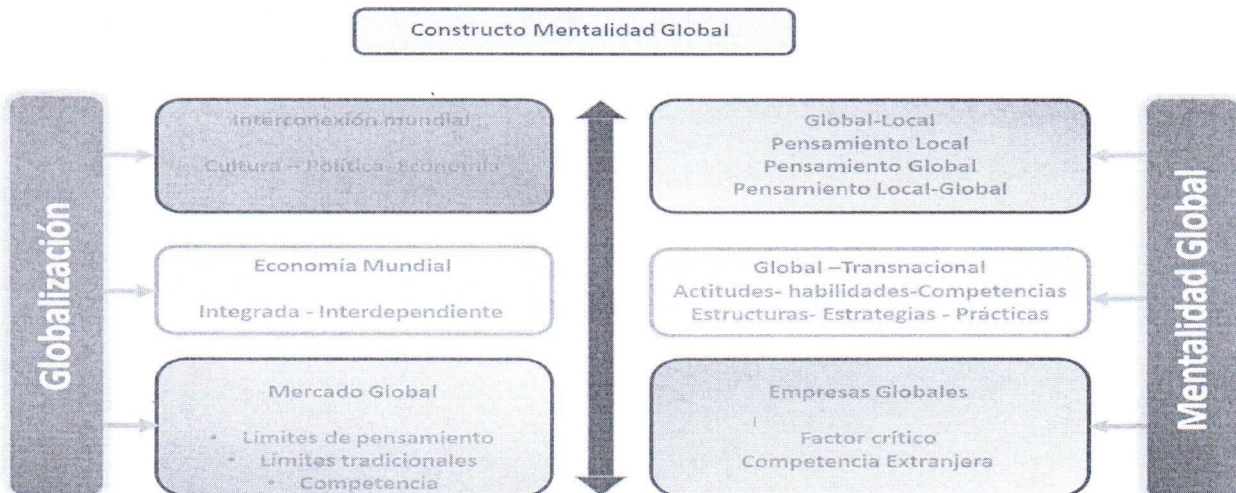 Constructo Mentalidad Global
Globalización
Interconexión mundial
Cultura – Política- Economía
Economía Mundial
Integrada - Interdependiente
Mercado Global
• Limites de pensamiento
• Limites tradicionales
• Competencia
Global-Local
Pensamiento Local
Pensamiento Global
Pensamiento Local-Global
Global –Transnacional
Actitudes- habilidades-Competencias
Estructuras- Estrategias - Prácticas
Empresas Globales
Factor crítico
Competencia Extranjera
Mentalidad Global